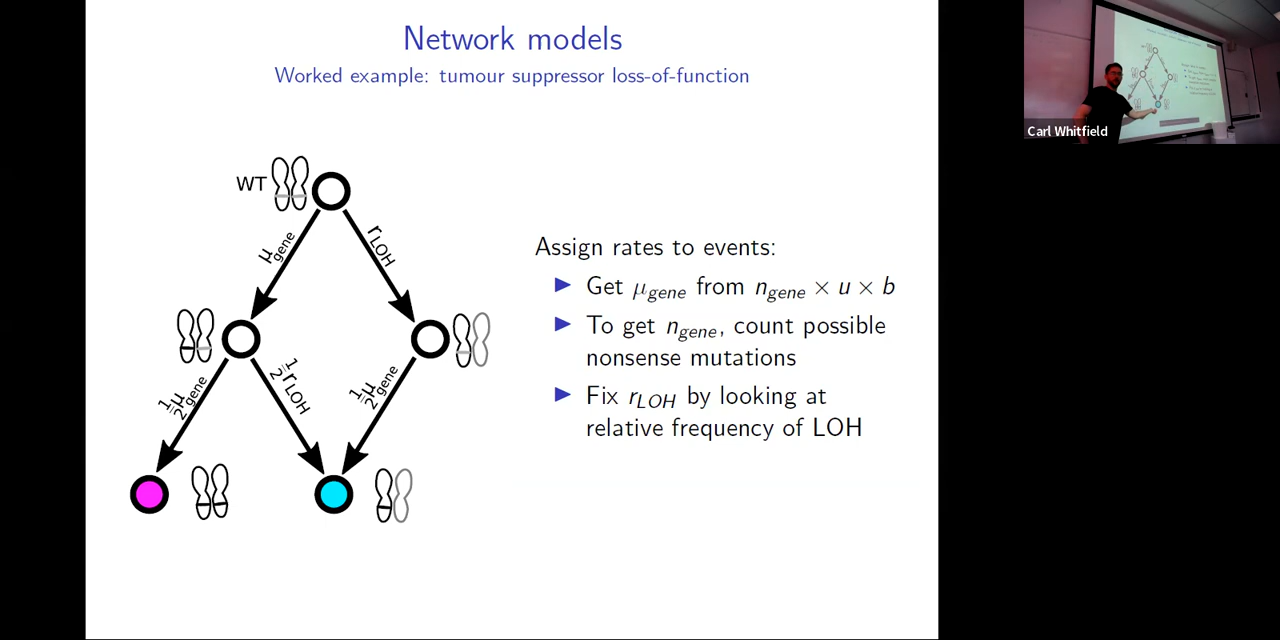 Network models
Worked example: tumour suppressor loss-of-function
WT
μgene
rLOH
½μgene
½rLOH
½μgene
Assign rates to events:
▶ Get μgene from ngene × u × b
▶ To get ngene, count possible
nonsense mutations
▶ Fix rLOH by looking at
relative frequency of LOH
Carl Whitfield